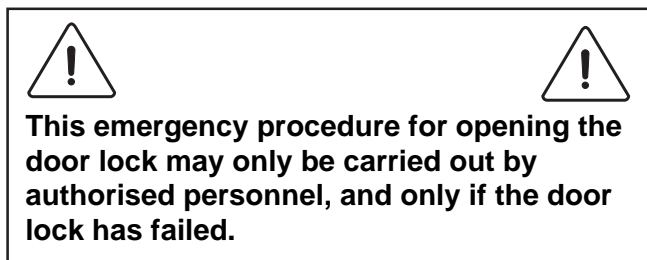 This emergency procedure for opening the
door lock may only be carried out by
authorised personnel, and only if the door
lock has failed.